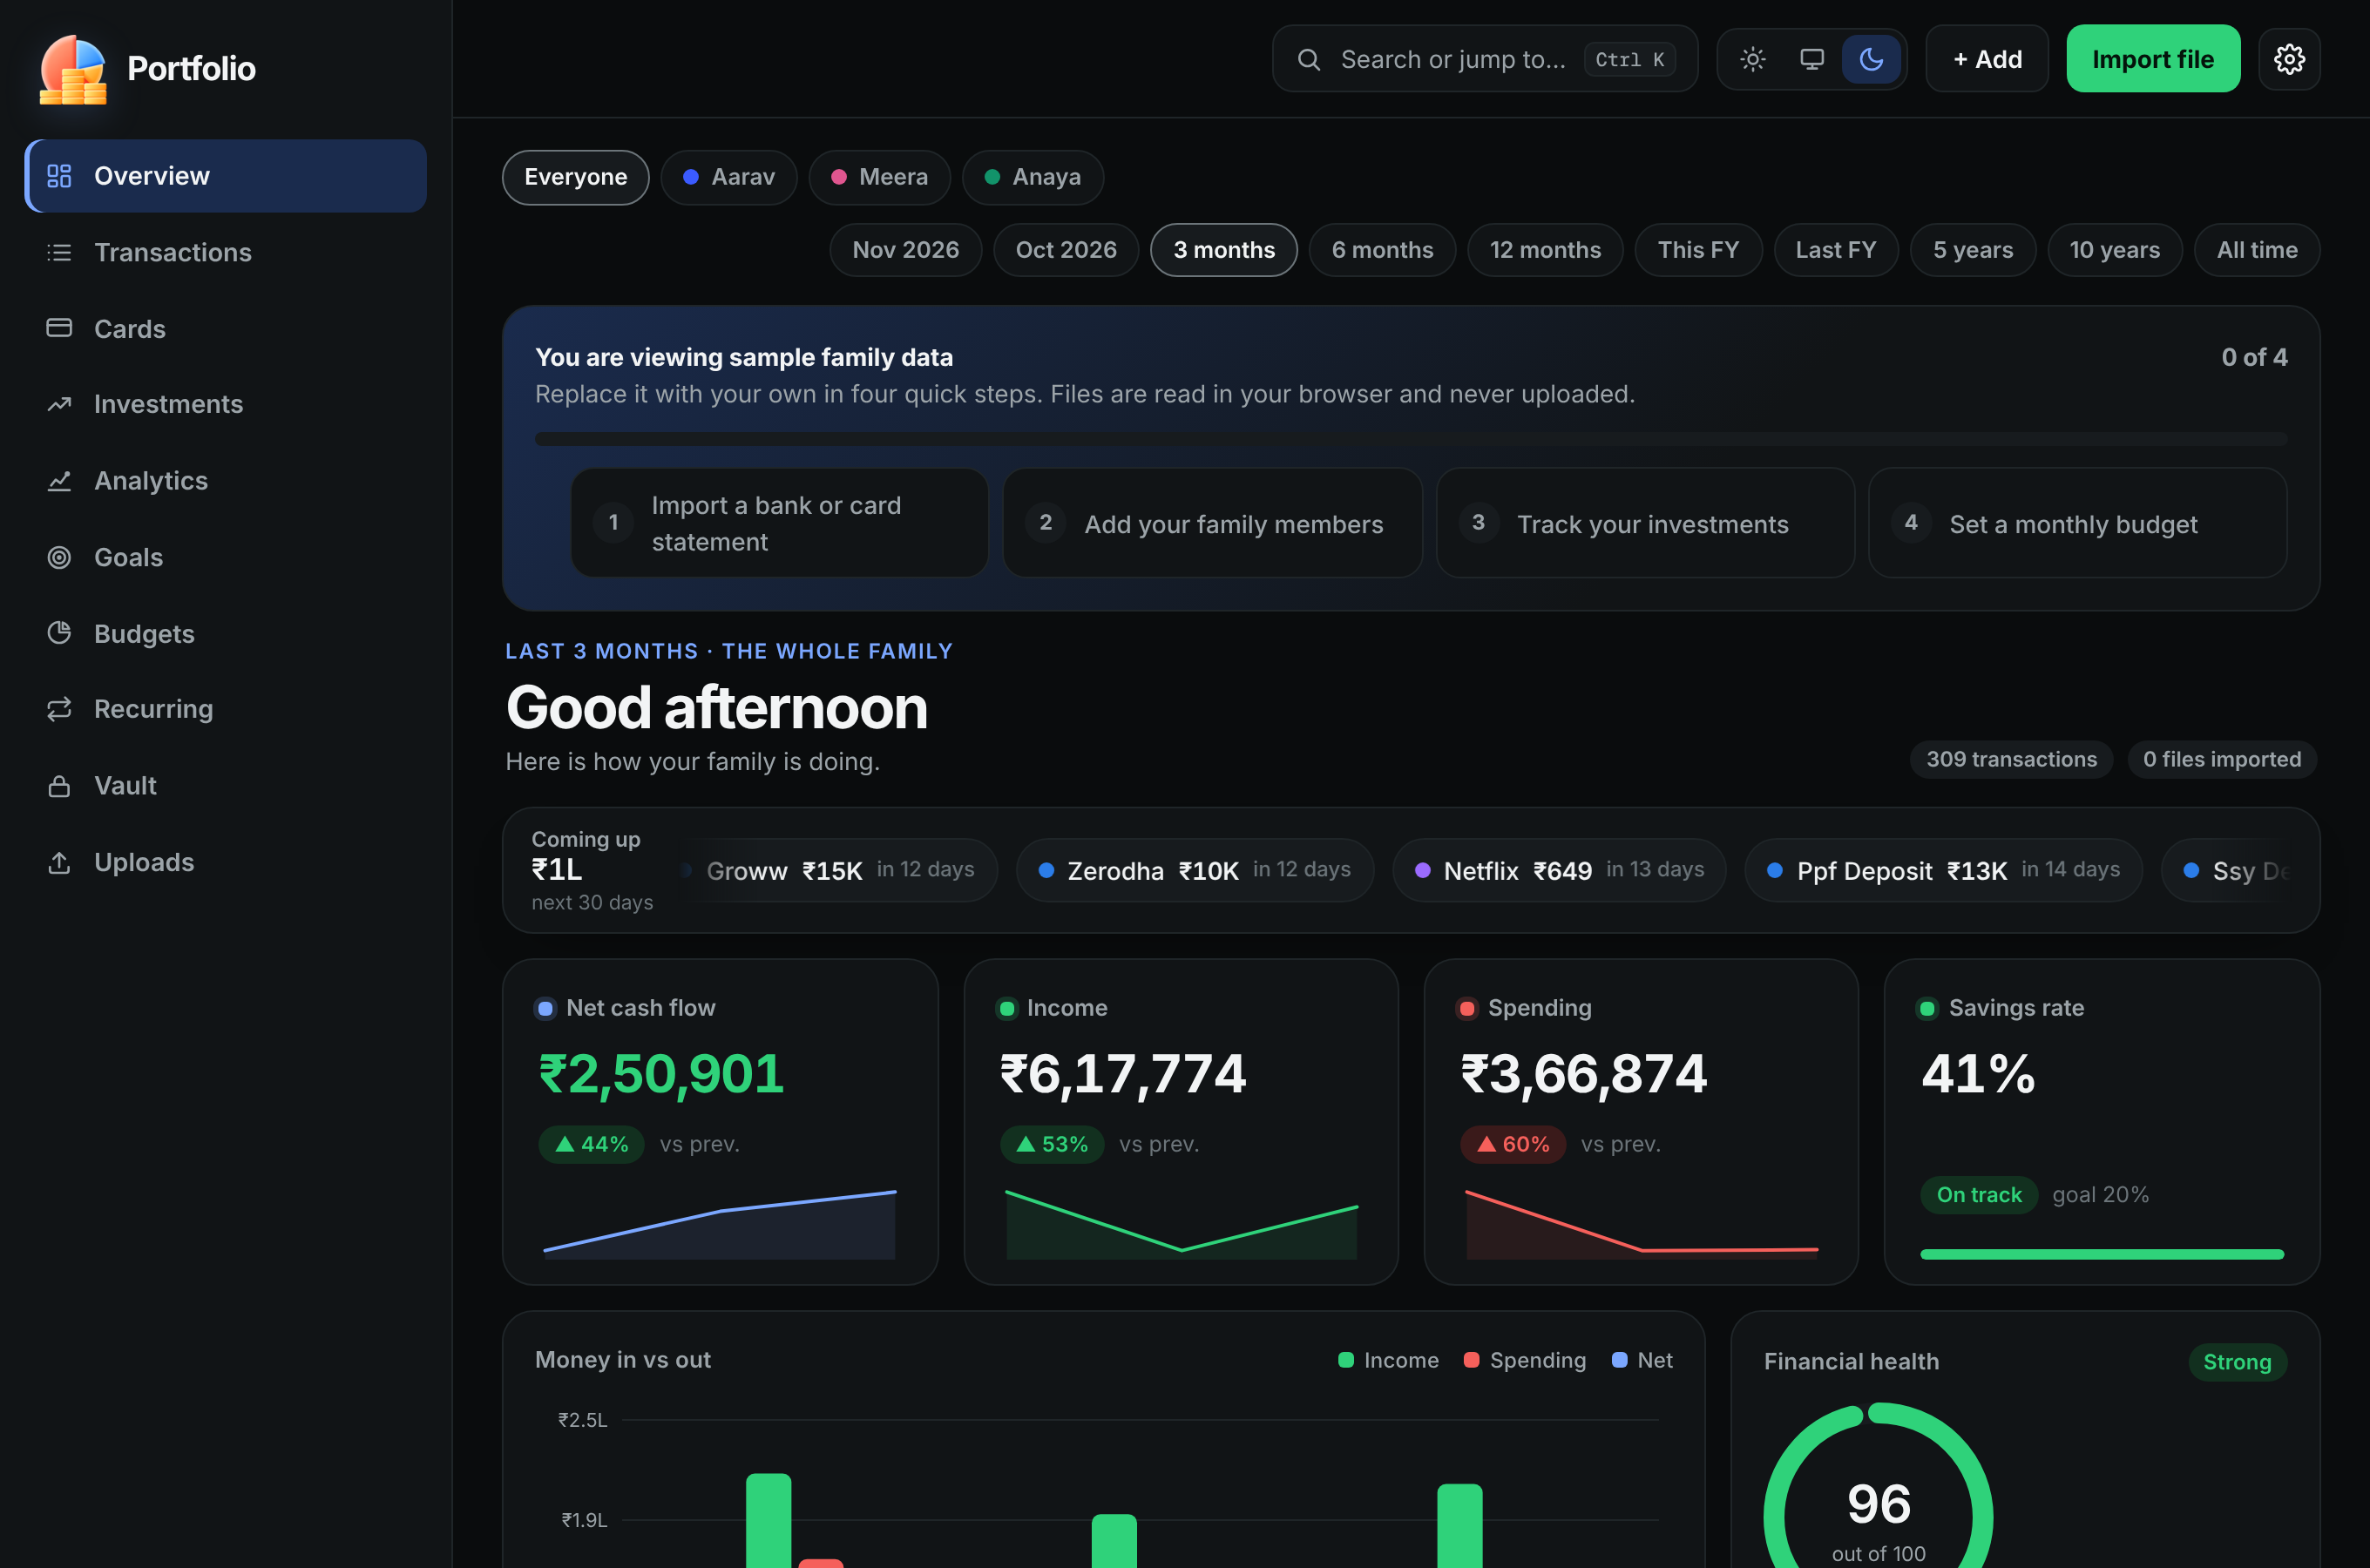 Portfolio
Search or jump to...
Ctrl K
+ Add
Import file
Overview
Transactions
Cards
Investments
Analytics
Goals
Budgets
Recurring
Vault
Uploads
Everyone
Aarav
Meera
Anaya
Nov 2026
Oct 2026
3 months
6 months
12 months
This FY
Last FY
5 years
10 years
All time
You are viewing sample family data
0 of 4
Replace it with your own in four quick steps. Files are read in your browser and never uploaded.
1
Import a bank or card
statement
2
Add your family members
3
Track your investments
4
Set a monthly budget
LAST 3 MONTHS · THE WHOLE FAMILY
Good afternoon
Here is how your family is doing.
309 transactions
0 files imported
Coming up
₹1L
next 30 days
Groww ₹15K in 12 days
Zerodha ₹10K in 12 days
Netflix ₹649 in 13 days
Ppf Deposit ₹13K in 14 days
Ssy
Net cash flow
₹2,50,901
▲ 44% vs prev.
Income
₹6,17,774
▲ 53% vs prev.
Spending
₹3,66,874
▲ 60% vs prev.
Savings rate
41%
On track
goal 20%
Money in vs out
Income
Spending
Net
₹2.5L
₹1.9L
Financial health
Strong
96
out of 100